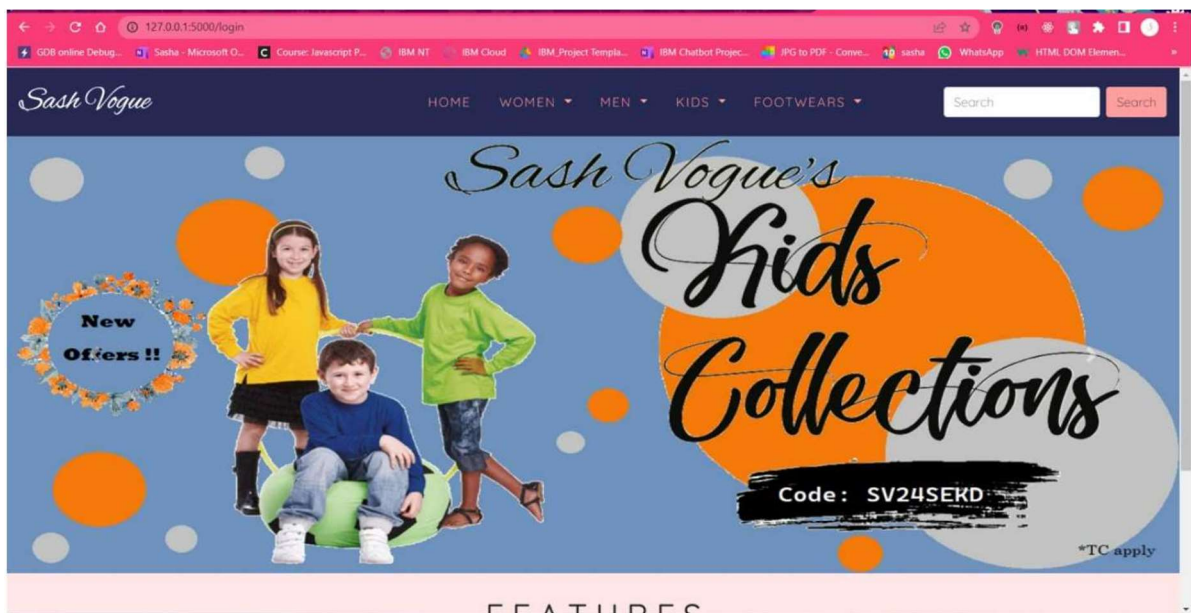 127.0.0.1:5000/login
GDB online Debug... Sasha - Microsoft O... Course: Javascript P... IBM NT IBM Cloud IBM_Project Templa... IBM Chatbot Projec... JPG to PDF - Conve... sasha WhatsApp HTML DOM Elemen... »
Sash Vogue HOME WOMEN MEN KIDS FOOTWEARS Search Search
Sash Vogue's
Kids
Collections
New
Offers !!
Code: SV24SEKD
*TC apply
FEATURES